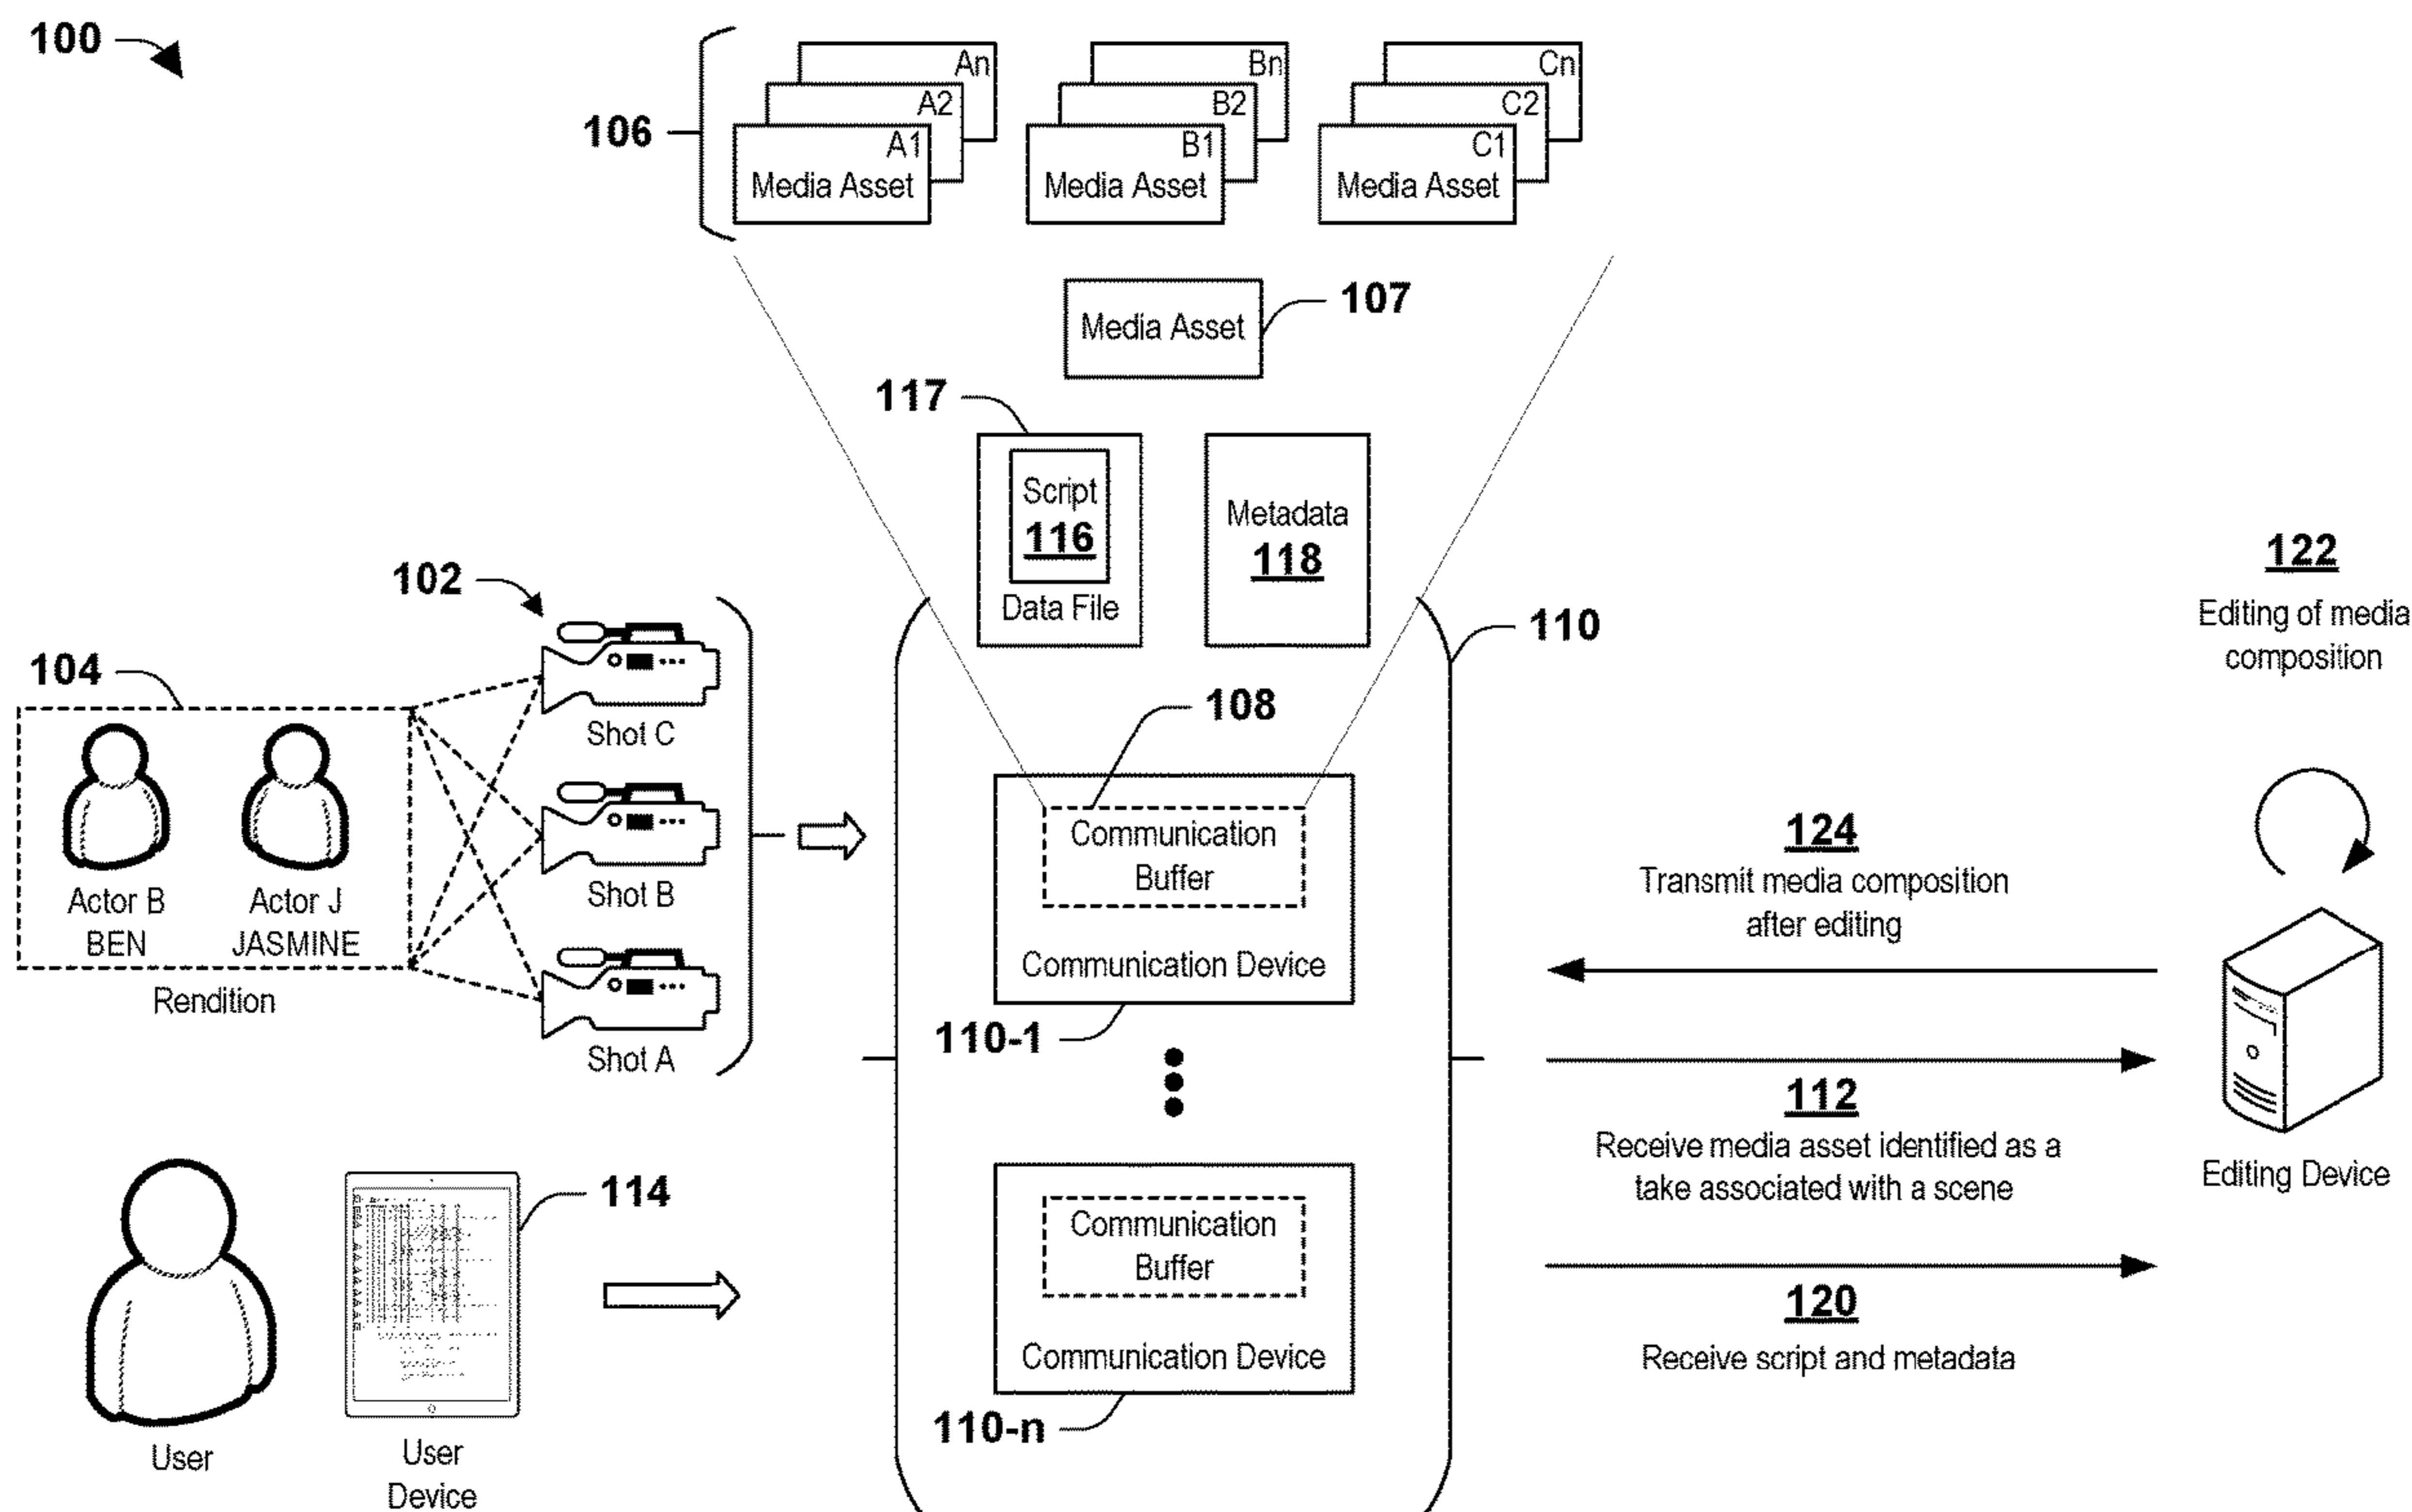 100
106
An
A2
A1
Media Asset
Bn
B2
B1
Media Asset
Cn
C2
C1
Media Asset
Media Asset
107
117
Script
116
Data File
Metadata
118
110
102
104
Shot C
Shot B
Shot A
Actor B
BEN
Actor J
JASMINE
Rendition
108
Communication
Buffer
Communication Device
110-1
Communication
Buffer
Communication Device
110-n
122
Editing of media
composition
124
Transmit media composition
after editing
112
Receive media asset identified as a
take associated with a scene
120
Receive script and metadata
Editing Device
114
User
User
Device